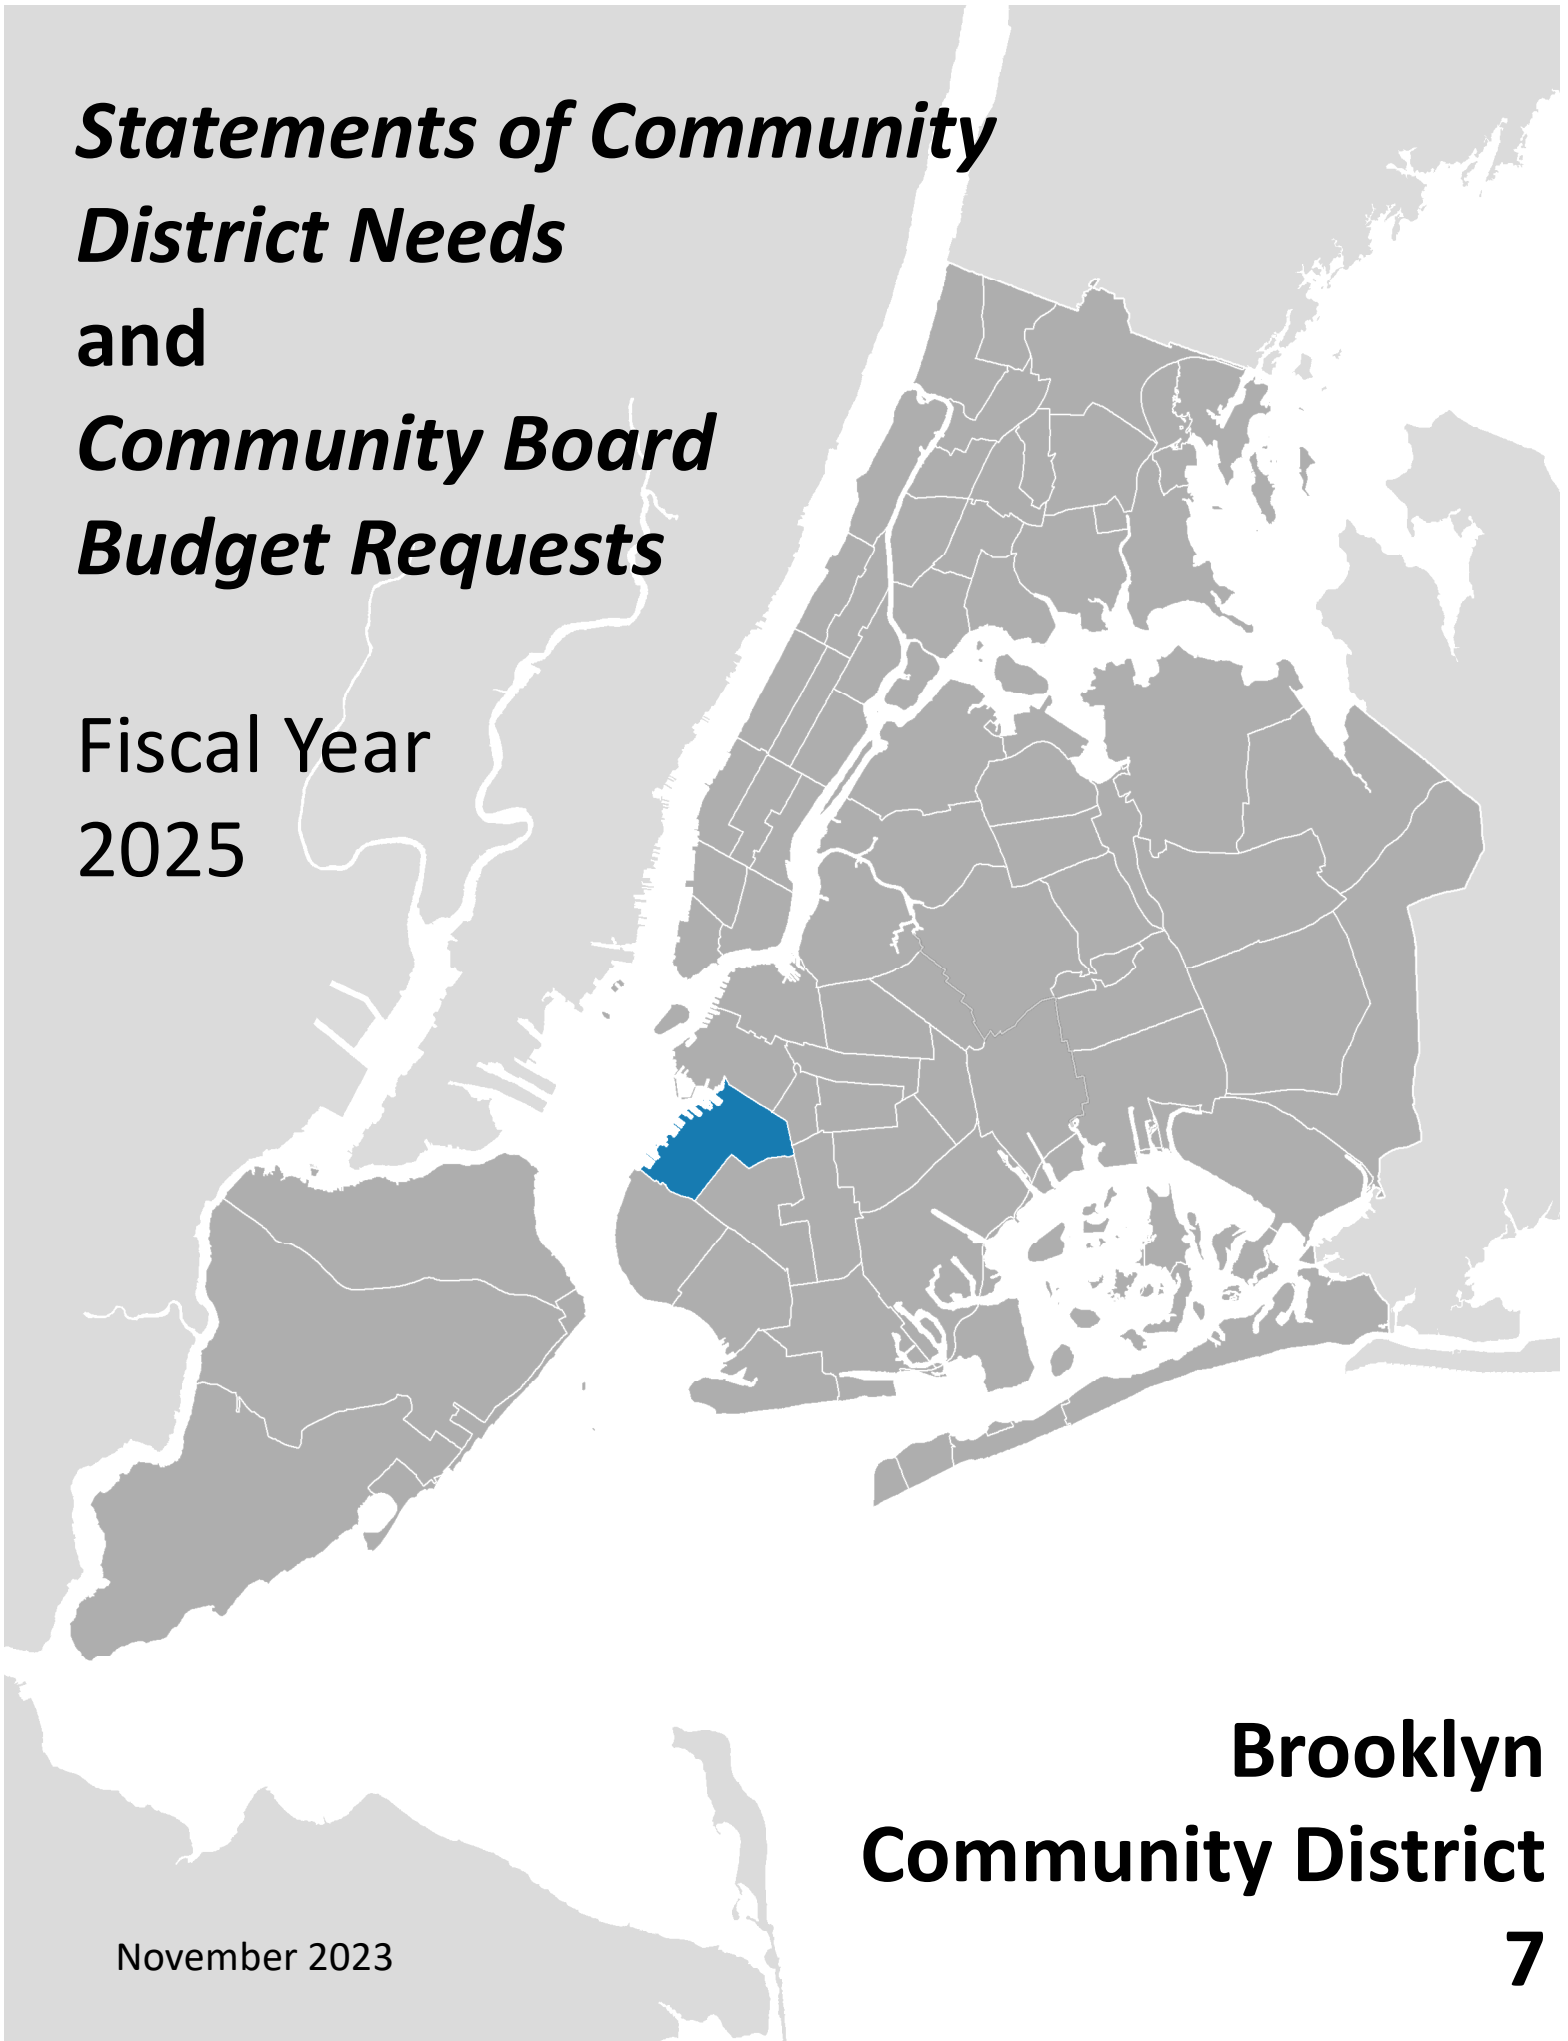 Statements of Community
District Needs
and
Community Board
Budget Requests
Fiscal Year
2025
Brooklyn
Community District
7
November 2023